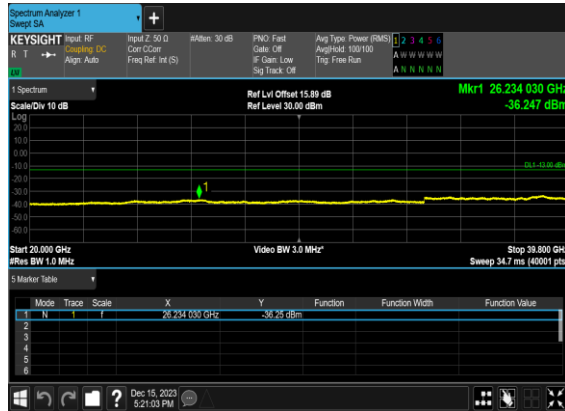 Spectrum Analyzer 1
Swept SA
KEYSIGHT Input: RF Input Z: 50 Ω #Atten: 30 dB PNO: Fast Avg Type: Power (RMS) 1 2 3 4 5 6
R T Coupling: DC Corr CCorr Gate: Off Avg|Hold: 100/100 A W W W W W
Align: Auto Freq Ref: Int (S) IF Gain: Low Trig: Free Run
LW Sig Track: Off A N N N N N
1 Spectrum Ref Lvl Offset 15.89 dB Mkr1 26.234 030 GHz
Scale/Div 10 dB Ref Level 30.00 dBm -36.247 dBm
Log
20.0
10.0
0.00
-10.0 DL1 -13.00 dBm
-20.0
-30.0 1
-40.0
-50.0
-60.0
Start 20.000 GHz Video BW 3.0 MHz* Stop 39.800 GHz
#Res BW 1.0 MHz Sweep 34.7 ms (40001 pts)
5 Marker Table
Mode Trace Scale X Y Function Function Width Function Value
1 N 1 f 26.234 030 GHz -36.25 dBm
2
3
4
5
6
? Dec 15, 2023
5:21:03 PM